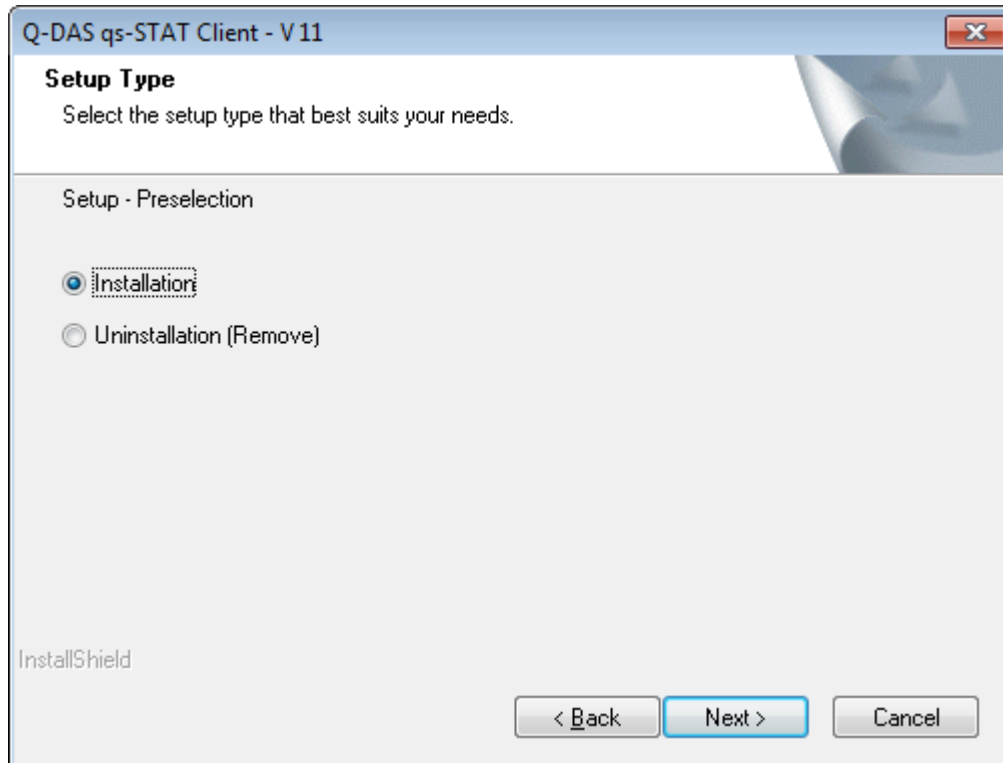 Q-DAS qs-STAT Client - V 11
Setup Type
Select the setup type that best suits your needs.
Setup - Preselection
Installation
Uninstallation (Remove)
InstallShield
< Back
Next >
Cancel